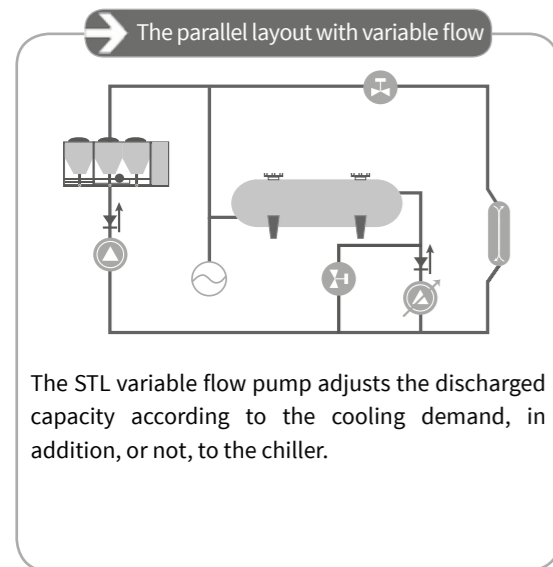 The parallel layout with variable flow
The STL variable flow pump adjusts the discharged
capacity according to the cooling demand, in
addition, or not, to the chiller.